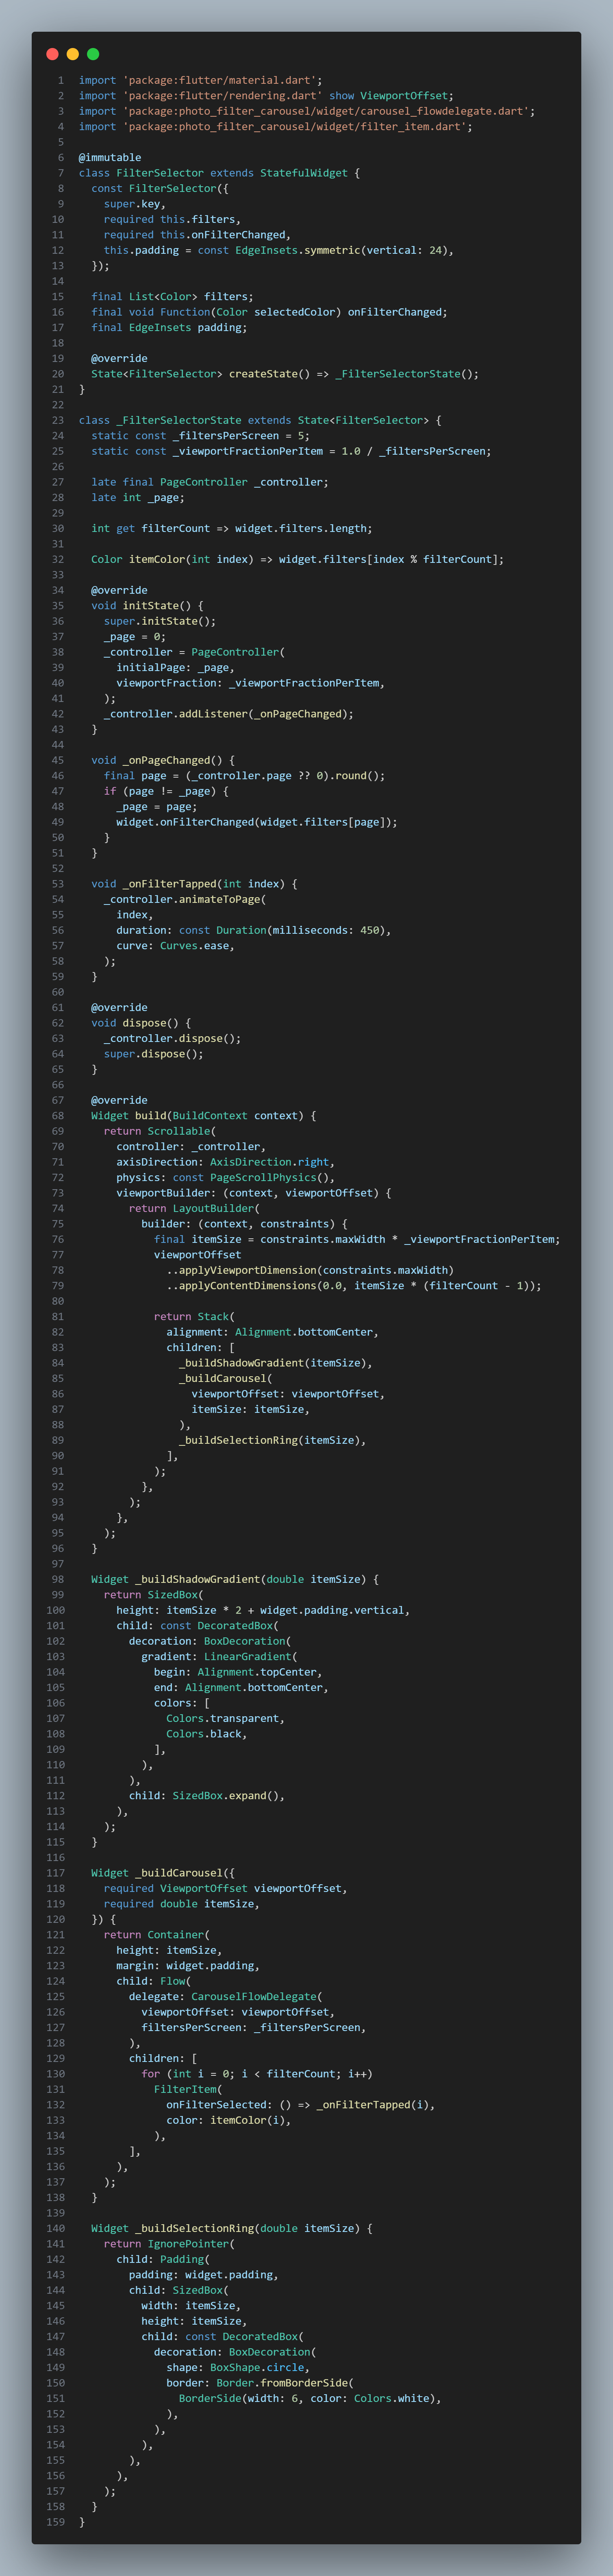 1 import 'package:flutter/material.dart';
2 import 'package:flutter/rendering.dart' show ViewportOffset;
3 import 'package:photo_filter_carousel/widget/carousel_flowdelegate.dart';
4 import 'package:photo_filter_carousel/widget/filter_item.dart';
5
6 @immutable
7 class FilterSelector extends StatefulWidget {
8   const FilterSelector({
9     super.key,
10     required this.filters,
11     required this.onFilterChanged,
12     this.padding = const EdgeInsets.symmetric(vertical: 24),
13   });
14
15   final List<Color> filters;
16   final void Function(Color selectedColor) onFilterChanged;
17   final EdgeInsets padding;
18
19   @override
20   State<FilterSelector> createState() => _FilterSelectorState();
21 }
22
23 class _FilterSelectorState extends State<FilterSelector> {
24   static const _filtersPerScreen = 5;
25   static const _viewportFractionPerItem = 1.0 / _filtersPerScreen;
26
27   late final PageController _controller;
28   late int _page;
29
30   int get filterCount => widget.filters.length;
31
32   Color itemColor(int index) => widget.filters[index % filterCount];
33
34   @override
35   void initState() {
36     super.initState();
37     _page = 0;
38     _controller = PageController(
39       initialPage: _page,
40       viewportFraction: _viewportFractionPerItem,
41     );
42     _controller.addListener(_onPageChanged);
43   }
44
45   void _onPageChanged() {
46     final page = (_controller.page ?? 0).round();
47     if (page != _page) {
48       _page = page;
49       widget.onFilterChanged(widget.filters[page]);
50     }
51   }
52
53   void _onFilterTapped(int index) {
54     _controller.animateToPage(
55       index,
56       duration: const Duration(milliseconds: 450),
57       curve: Curves.ease,
58     );
59   }
60
61   @override
62   void dispose() {
63     _controller.dispose();
64     super.dispose();
65   }
66
67   @override
68   Widget build(BuildContext context) {
69     return Scrollable(
70       controller: _controller,
71       axisDirection: AxisDirection.right,
72       physics: const PageScrollPhysics(),
73       viewportBuilder: (context, viewportOffset) {
74         return LayoutBuilder(
75           builder: (context, constraints) {
76             final itemSize = constraints.maxWidth * _viewportFractionPerItem;
77             viewportOffset
78               ..applyViewportDimension(constraints.maxWidth)
79               ..applyContentDimensions(0.0, itemSize * (filterCount - 1));
80
81             return Stack(
82               alignment: Alignment.bottomCenter,
83               children: [
84                 _buildShadowGradient(itemSize),
85                 _buildCarousel(
86                   viewportOffset: viewportOffset,
87                   itemSize: itemSize,
88                 ),
89                 _buildSelectionRing(itemSize),
90               ],
91             );
92           },
93         );
94       },
95     );
96   }
97
98   Widget _buildShadowGradient(double itemSize) {
99     return SizedBox(
100       height: itemSize * 2 + widget.padding.vertical,
101       child: const DecoratedBox(
102         decoration: BoxDecoration(
103           gradient: LinearGradient(
104             begin: Alignment.topCenter,
105             end: Alignment.bottomCenter,
106             colors: [
107               Colors.transparent,
108               Colors.black,
109             ],
110           ),
111         ),
112         child: SizedBox.expand(),
113       ),
114     );
115   }
116
117   Widget _buildCarousel({
118     required ViewportOffset viewportOffset,
119     required double itemSize,
120   }) {
121     return Container(
122       height: itemSize,
123       margin: widget.padding,
124       child: Flow(
125         delegate: CarouselFlowDelegate(
126           viewportOffset: viewportOffset,
127           filtersPerScreen: _filtersPerScreen,
128         ),
129         children: [
130           for (int i = 0; i < filterCount; i++)
131             FilterItem(
132               onFilterSelected: () => _onFilterTapped(i),
133               color: itemColor(i),
134             ),
135         ],
136       ),
137     );
138   }
139
140   Widget _buildSelectionRing(double itemSize) {
141     return IgnorePointer(
142       child: Padding(
143         padding: widget.padding,
144         child: SizedBox(
145           width: itemSize,
146           height: itemSize,
147           child: const DecoratedBox(
148             decoration: BoxDecoration(
149               shape: BoxShape.circle,
150               border: Border.fromBorderSide(
151                 BorderSide(width: 6, color: Colors.white),
152               ),
153             ),
154           ),
155         ),
156       ),
157     );
158   }
159 }